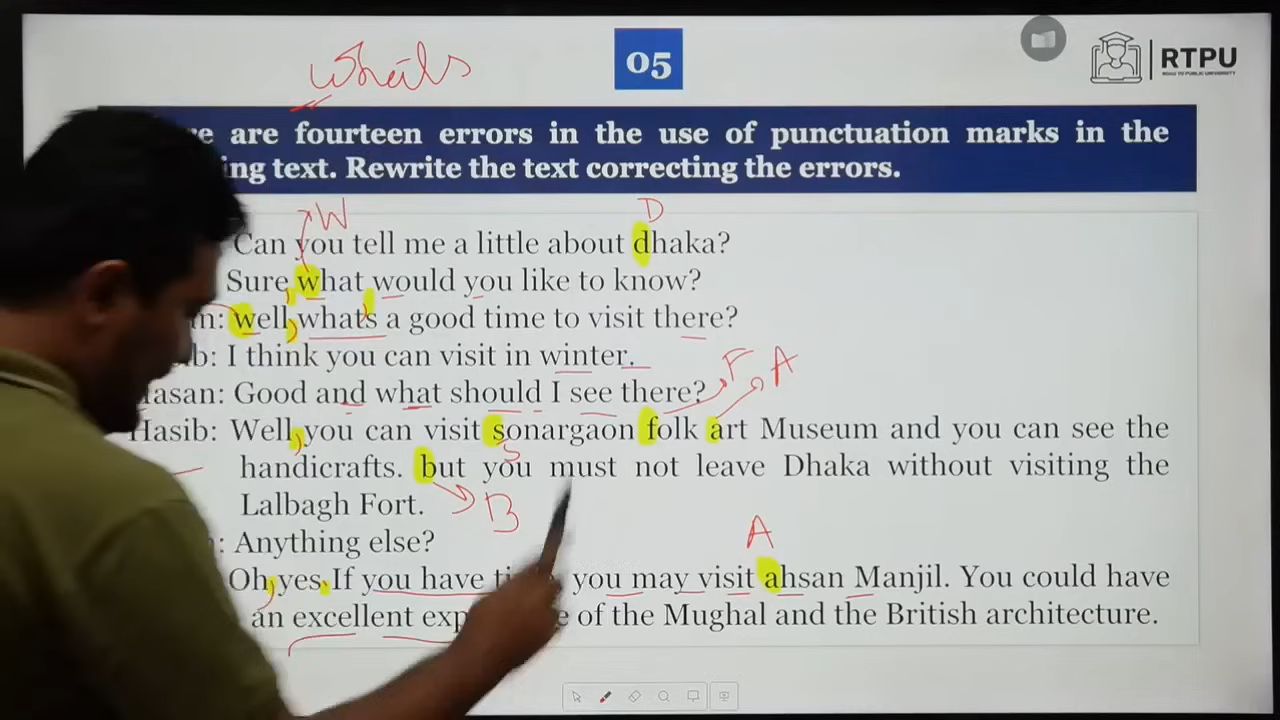 what's
05
RTPU
ROAD TO PUBLIC UNIVERSITY
are fourteen errors in the use of punctuation marks in the
text. Rewrite the text correcting the errors.
W D
Can you tell me a little about dhaka?
Sure, what would you like to know?
well, what's a good time to visit there?
I think you can visit in winter.
F A
Hasan: Good and what should I see there?
Hasib: Well, you can visit sonargaon folk art Museum and you can see the
S
handicrafts. but you must not leave Dhaka without visiting the
Lalbagh Fort.
B
: Anything else?
A
Oh, yes. If you have you may visit ahsan Manjil. You could have
an excellent of the Mughal and the British architecture.